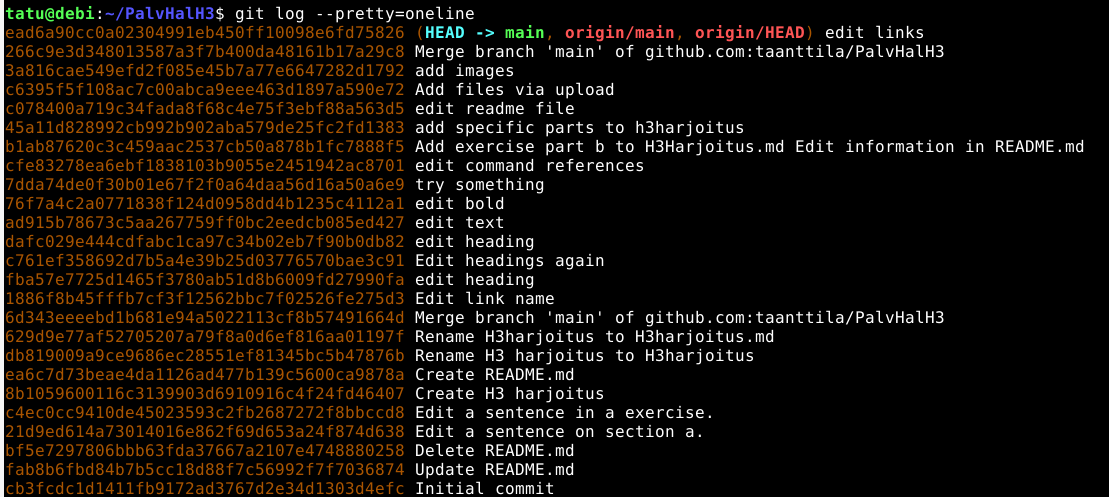 tatu@debi:~/PalvHalH3$ git log --pretty=oneline
ead6a90cc0a02304991eb450ff10098e6fd75826 (HEAD -> main, origin/main, origin/HEAD) edit links
266c9e3d348013587a3f7b400da48161b17a29c8 Merge branch 'main' of github.com:taanttila/PalvHalH3
3a816cae549efd2f085e45b7a77e6647282d1792 add images
c6395f5f108ac7c00abca9eee463d1897a590e72 Add files via upload
c078400a719c34fada8f68c4e75f3ebf88a563d5 edit readme file
45a11d828992cb992b902aba579de25fc2fd1383 add specific parts to h3harjoitus
b1ab87620c3c459aac2537cb50a878b1fc7888f5 Add exercise part b to H3Harjoitus.md Edit information in README.md
cfe83278ea6ebf1838103b9055e2451942ac8701 edit command references
7dda74de0f30b01e67f2f0a64daa56d16a50a6e9 try something
76f7a4c2a0771838f124d0958dd4b1235c4112a1 edit bold
ad915b78673c5aa267759ff0bc2eedcb085ed427 edit text
dafc029e444cdfabc1ca97c34b02eb7f90b0db82 edit heading
c761ef358692d7b5a4e39b25d03776570bae3c91 Edit headings again
fba57e7725d1465f3780ab51d8b6009fd27990fa edit heading
1886f8b45fffb7cf3f12562bbc7f02526fe275d3 Edit link name
6d343eeeebd1b681e94a5022113cf8b57491664d Merge branch 'main' of github.com:taanttila/PalvHalH3
629d9e77af52705207a79f8a0d6ef816aa01197f Rename H3harjoitus to H3harjoitus.md
db819009a9ce9686ec28551ef81345bc5b47876b Rename H3 harjoitus to H3harjoitus
ea6c7d73beae4da1126ad477b139c5600ca9878a Create README.md
8b1059600116c3139903d6910916c4f24fd46407 Create H3 harjoitus
c4ec0cc9410de45023593c2fb2687272f8bbccd8 Edit a sentence in a exercise.
21d9ed614a73014016e862f69d653a24f874d638 Edit a sentence on section a.
bf5e7297806bbb63fda37667a2107e4748880258 Delete README.md
fab8b6fbd84b7b5cc18d88f7c56992f7f7036874 Update README.md
cb3fcdc1d1411fb9172ad3767d2e34d1303d4efc Initial commit